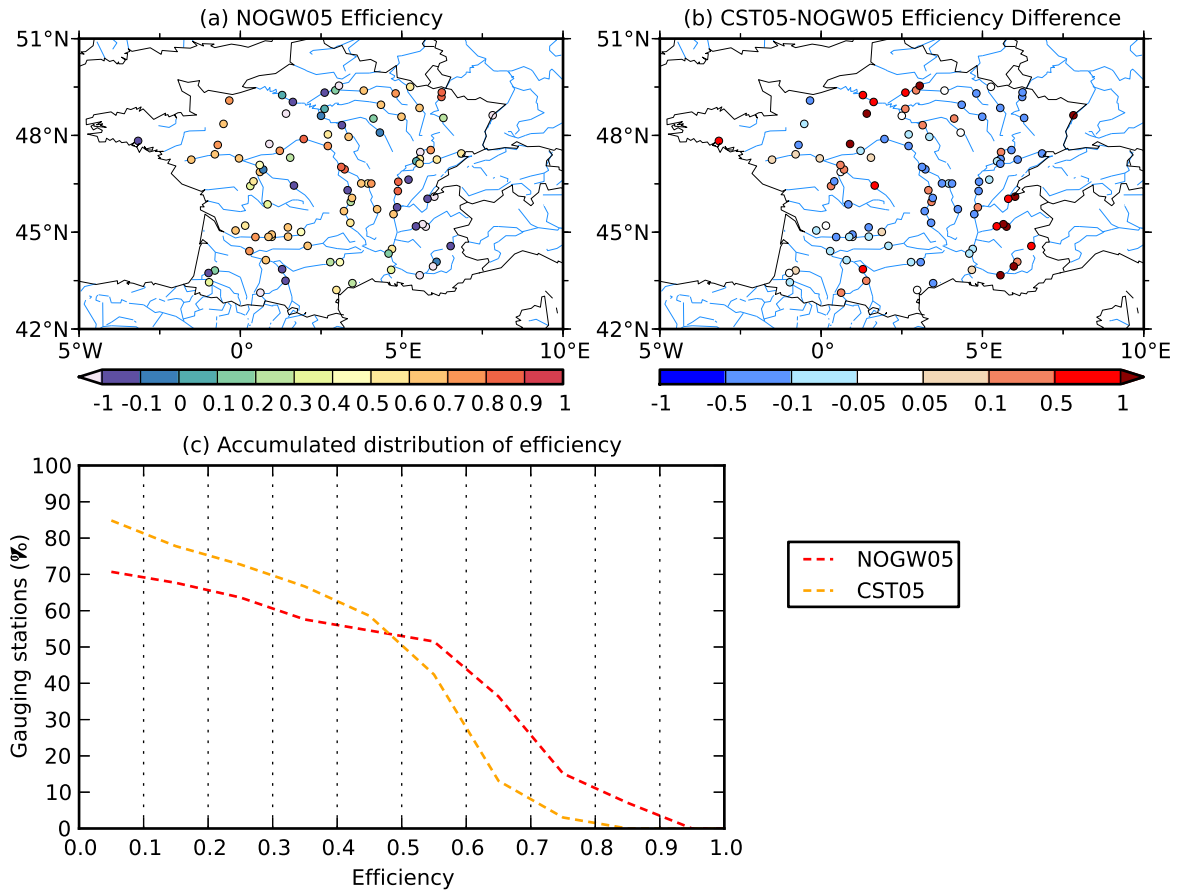 (a) NOGW05 Efficiency
(b) CST05-NOGW05 Efficiency Difference
51°N
48°N
45°N
42°N
5°W 0° 5°E 10°E
51°N
48°N
45°N
42°N
5°W 0° 5°E 10°E
-1 -0.1 0 0.1 0.2 0.3 0.4 0.5 0.6 0.7 0.8 0.9 1
-1 -0.5 -0.1 -0.05 0.05 0.1 0.5 1
(c) Accumulated distribution of efficiency
Gauging stations (%)
100
90
80
70
60
50
40
30
20
10
0
0.0 0.1 0.2 0.3 0.4 0.5 0.6 0.7 0.8 0.9 1.0
Efficiency
NOGW05
CST05